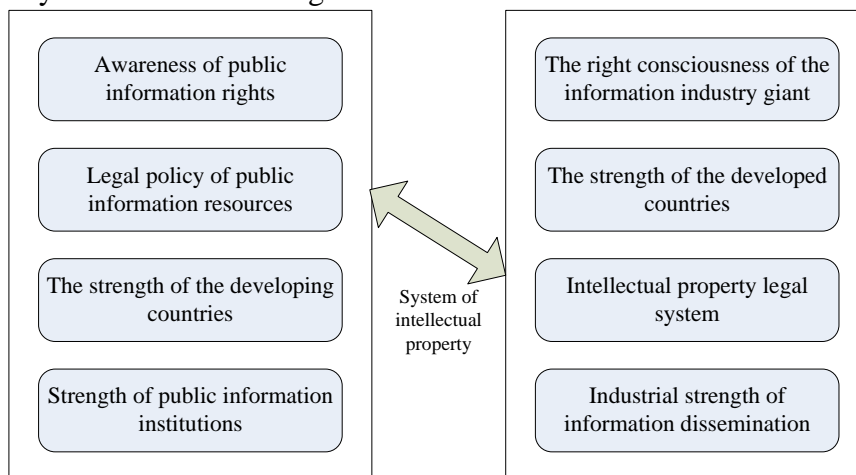 Awareness of public
information rights
Legal policy of public
information resources
The strength of the developing
countries
Strength of public information
institutions
System of
intellectual
property
The right consciousness of the
information industry giant
The strength of the developed
countries
Intellectual property legal
system
Industrial strength of
information dissemination